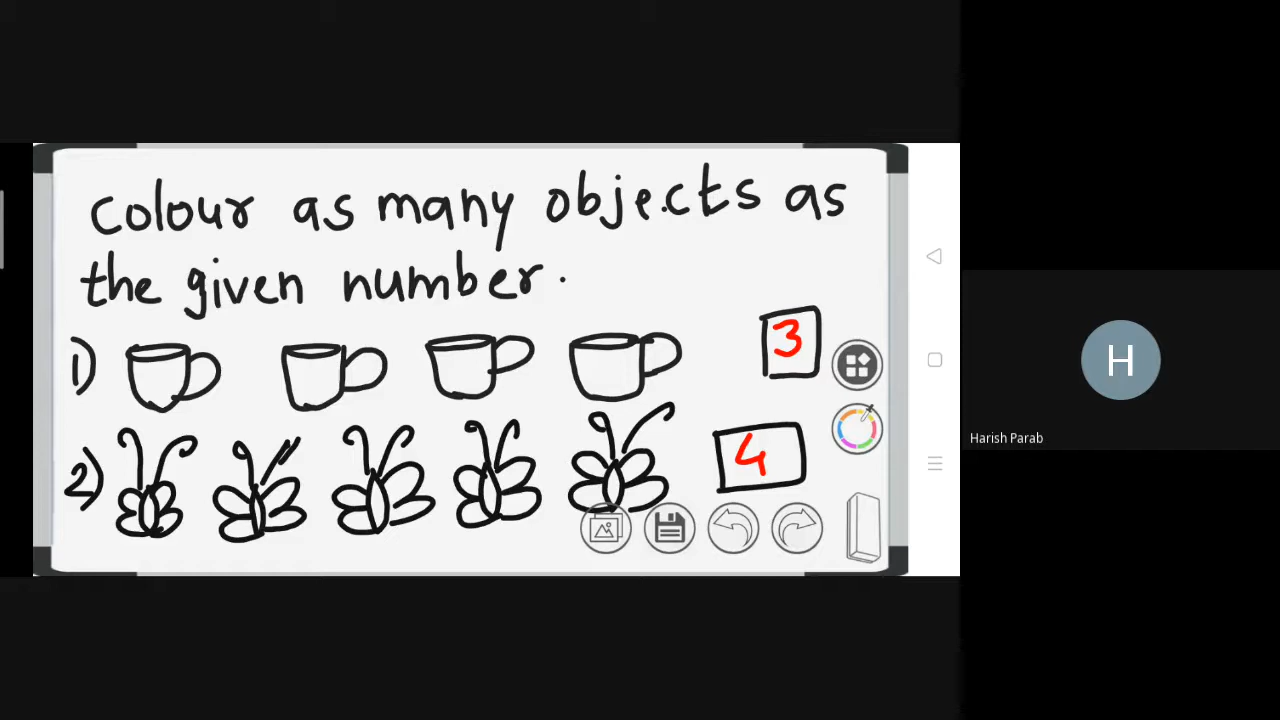 colour as many objects as
the given number.
1) 3
2) 4
H
Harish Parab